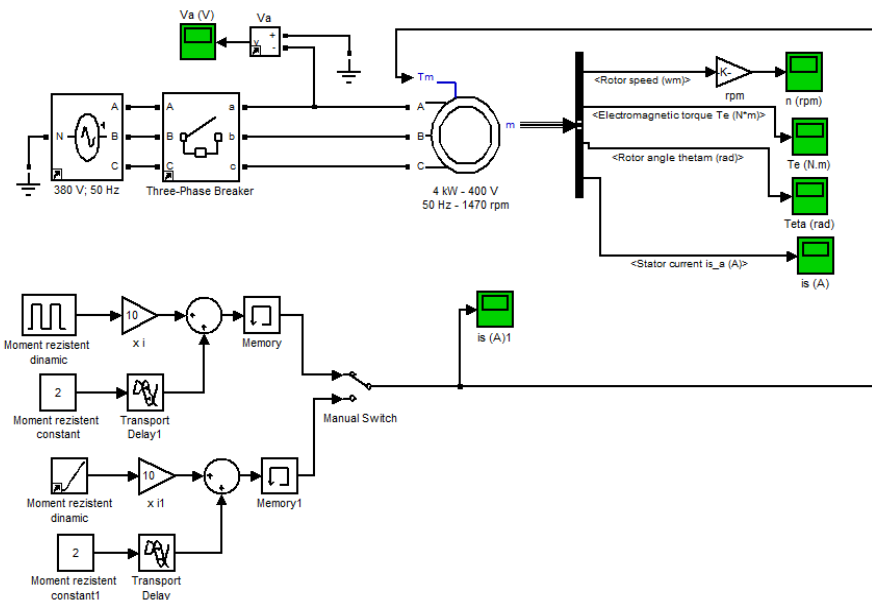 Va (V)
Va
+
v
-
Tm
N
A
B
C
A
B
C
a
b
c
A
B
C
m
380 V; 50 Hz
Three-Phase Breaker
4 kW - 400 V
50 Hz - 1470 rpm
<Rotor speed (wm)>
-K-
rpm
n (rpm)
<Electromagnetic torque Te (N*m)>
Te (N.m)
<Rotor angle thetam (rad)>
Teta (rad)
<Stator current is_a (A)>
is (A)
Moment rezistent
dinamic
10
x i
+
+
Memory
is (A)1
2
Moment rezistent
constant
Transport
Delay1
Manual Switch
Moment rezistent
dinamic
10
x i1
+
+
Memory1
2
Moment rezistent
constant1
Transport
Delay